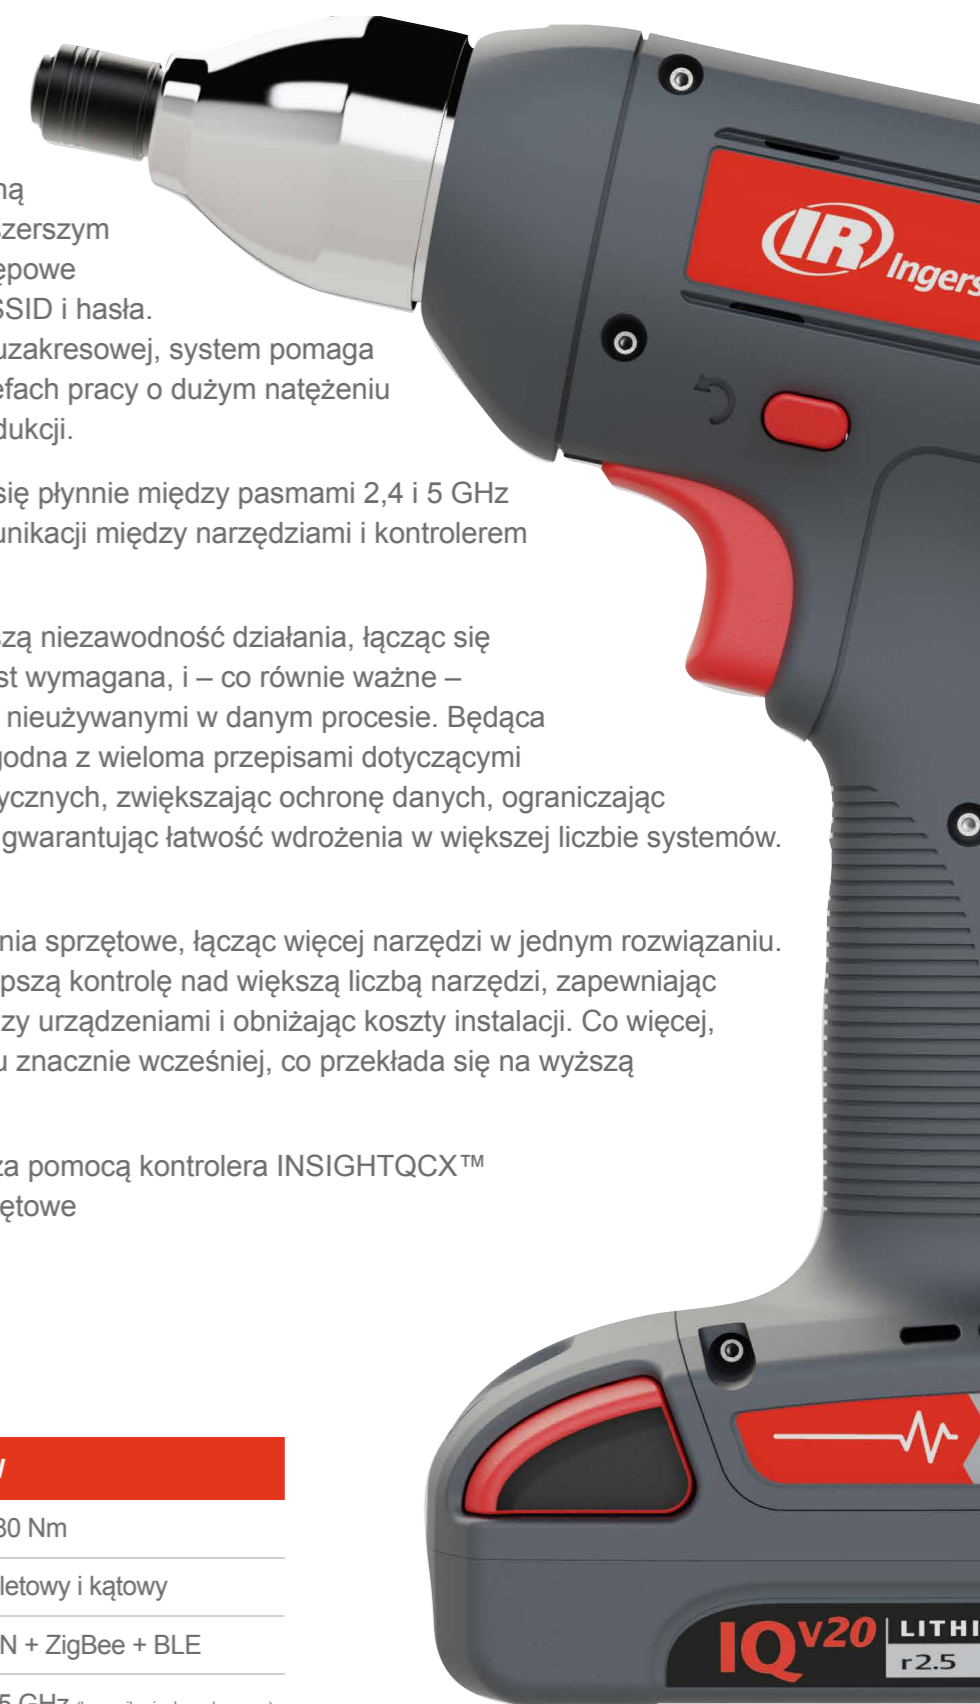 ną
szerszym
ępowe
SSID i hasła.
uzakresowej, system pomaga
efach pracy o dużym natężeniu
dukcji.
się płynnie między pasmami 2,4 i 5 GHz
unikacji między narzędziami i kontrolerem
szą niezawodność działania, łącząc się
st wymagana, i – co równie ważne –
nieużywanymi w danym procesie. Będąca
godna z wieloma przepisami dotyczącymi
ycznych, zwiększając ochronę danych, ograniczając
gwarantując łatwość wdrożenia w większej liczbie systemów.
nia sprzętowe, łącząc więcej narzędzi w jednym rozwiązaniu.
pszą kontrolę nad większą liczbą narzędzi, zapewniając
zy urządzeniami i obniżając koszty instalacji. Co więcej,
u znacznie wcześniej, co przekłada się na wyższą
za pomocą kontrolera INSIGHTQCX™
ętowe
30 Nm
letowy i kątowy
N + ZigBee + BLE
5 GHz
IR Ingers
IQV20 LITHI
r2.5